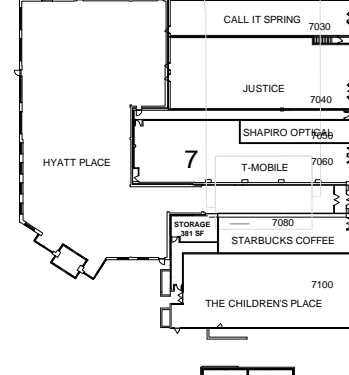 CALL IT SPRING
7030
JUSTICE
7040
SHAPIRO OPTICAL
7050
7
HYATT PLACE
T-MOBILE
7060
STORAGE
381 SF
7080
STARBUCKS COFFEE
7100
THE CHILDREN'S PLACE